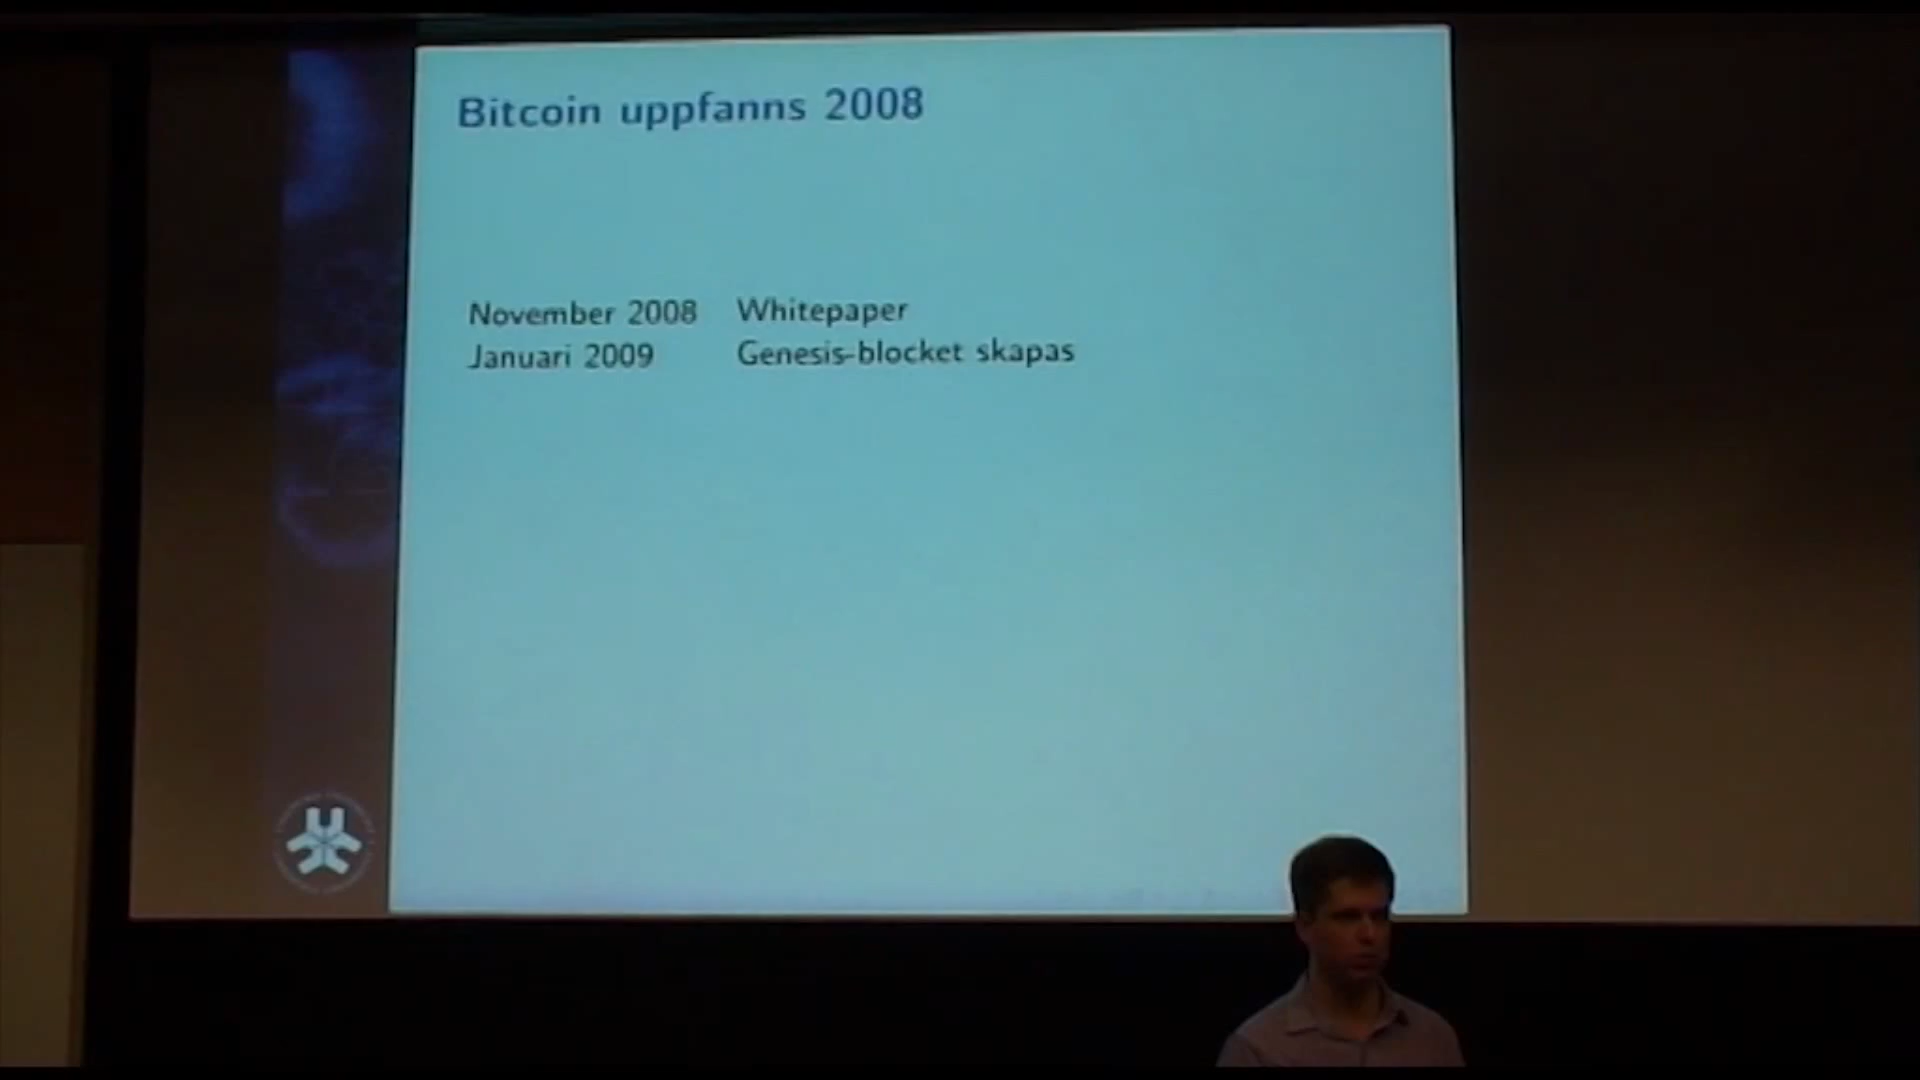 Bitcoin uppfanns 2008
November 2008 Whitepaper
Januari 2009 Genesis-blocket skapas